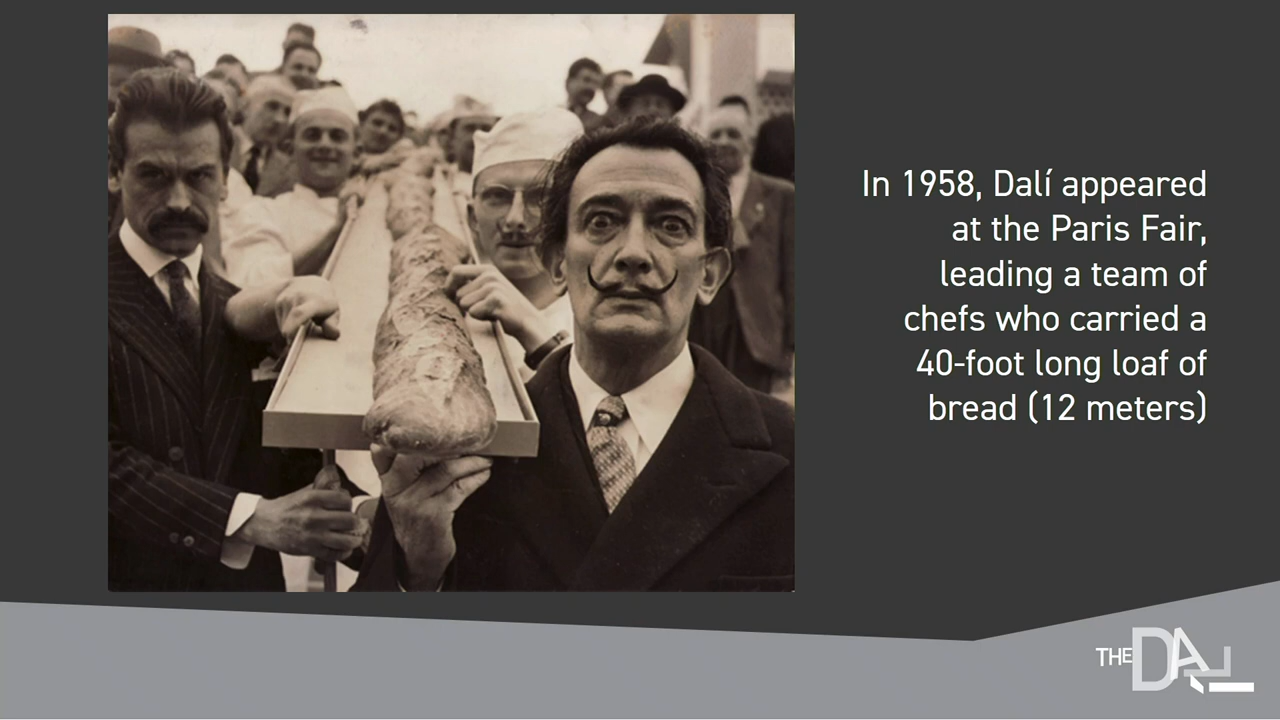 In 1958, Dalí appeared
at the Paris Fair,
leading a team of
chefs who carried a
40-foot long loaf of
bread (12 meters)
THE DALÍ